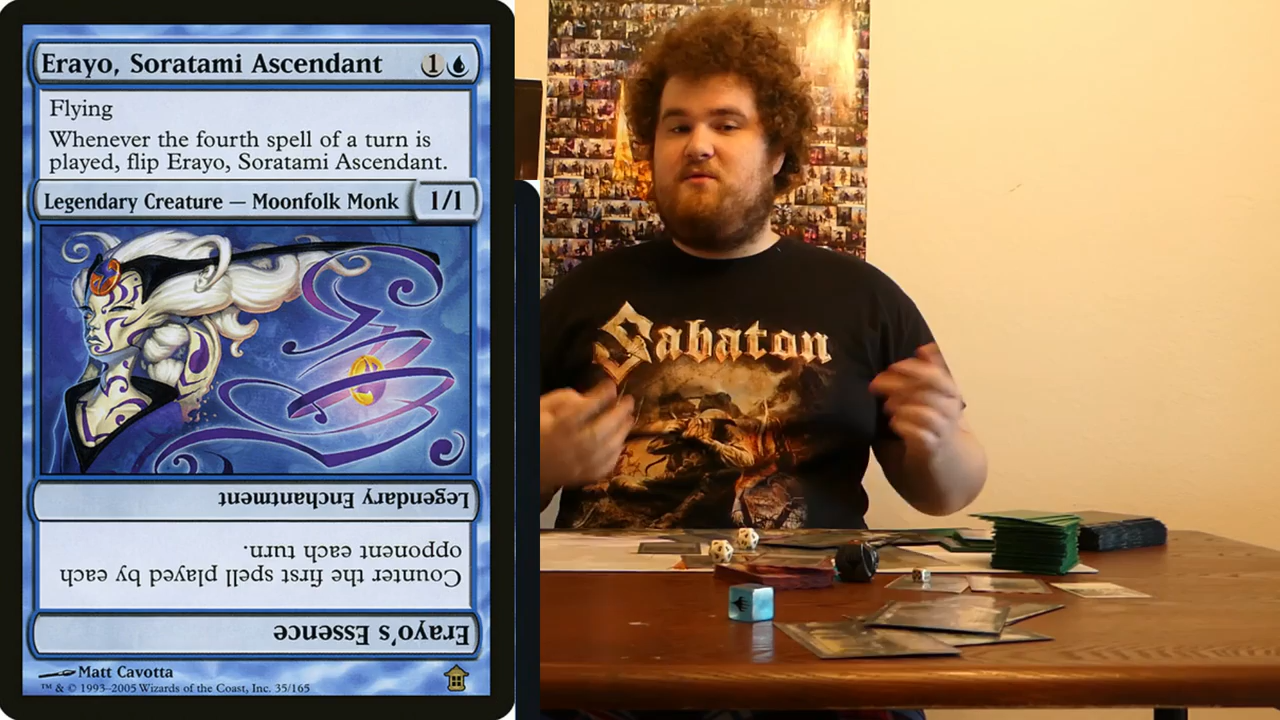 Erayo, Soratami Ascendant 1
Flying
Whenever the fourth spell of a turn is
played, flip Erayo, Soratami Ascendant.
Legendary Creature — Moonfolk Monk 1/1
Legendary Enchantment
Counter the first spell played by each
opponent each turn.
Erayo's Essence
Matt Cavotta
™ & © 1993–2005 Wizards of the Coast, Inc. 35/165
Sabaton